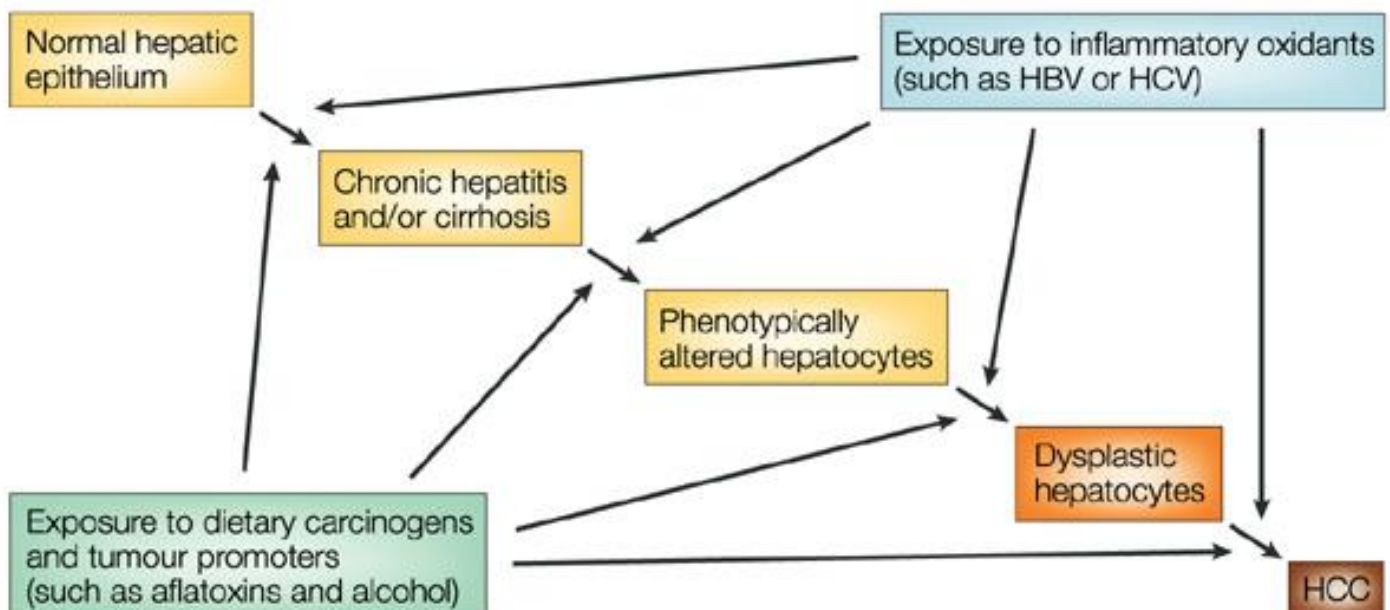 Normal hepatic
epithelium
Exposure to inflammatory oxidants
(such as HBV or HCV)
Chronic hepatitis
and/or cirrhosis
Phenotypically
altered hepatocytes
Dysplastic
hepatocytes
Exposure to dietary carcinogens
and tumour promoters
(such as aflatoxins and alcohol)
HCC